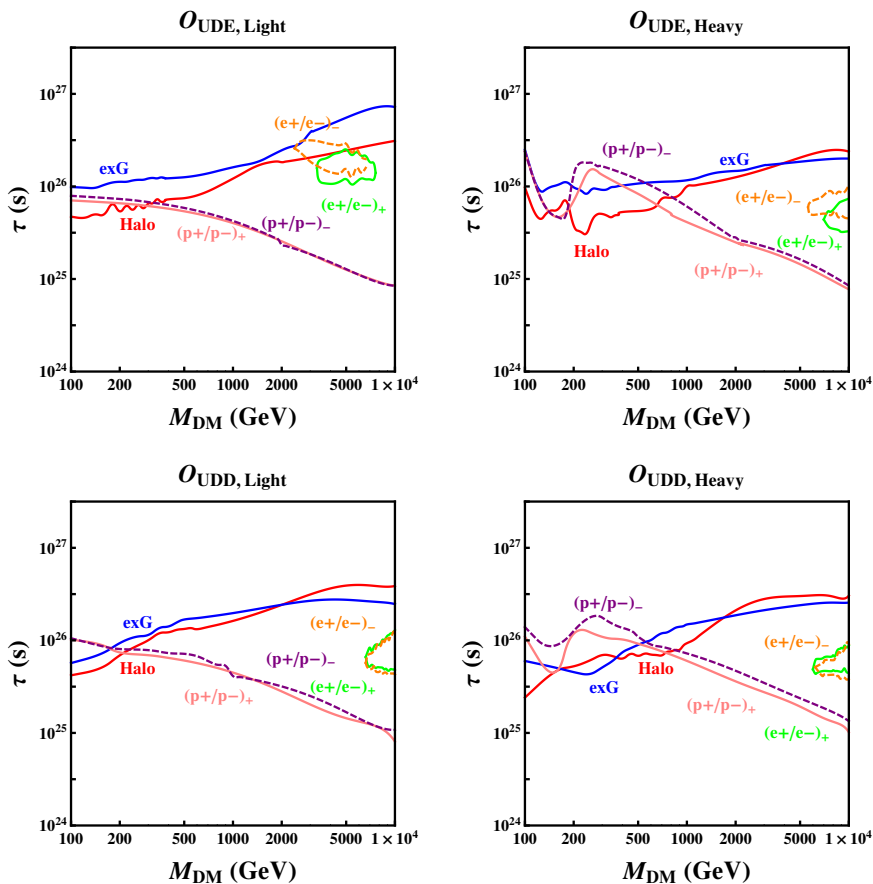 O_UDE, Light
τ (s)
10^27
10^26
10^25
10^24
exG
(e+/e−)_−
(e+/e−)_+
Halo
(p+/p−)_−
(p+/p−)_+
100 200 500 1000 2000 5000 1×10^4
M_DM (GeV)
O_UDE, Heavy
τ (s)
10^27
10^26
10^25
10^24
(p+/p−)_−
exG
(e+/e−)_−
(e+/e−)_+
Halo
(p+/p−)_+
100 200 500 1000 2000 5000 1×10^4
M_DM (GeV)
O_UDD, Light
τ (s)
10^27
10^26
10^25
10^24
exG
(e+/e−)_−
Halo
(p+/p−)_−
(p+/p−)_+
(e+/e−)_+
100 200 500 1000 2000 5000 1×10^4
M_DM (GeV)
O_UDD, Heavy
τ (s)
10^27
10^26
10^25
10^24
(p+/p−)_−
(e+/e−)_−
Halo
exG
(p+/p−)_+
(e+/e−)_+
100 200 500 1000 2000 5000 1×10^4
M_DM (GeV)